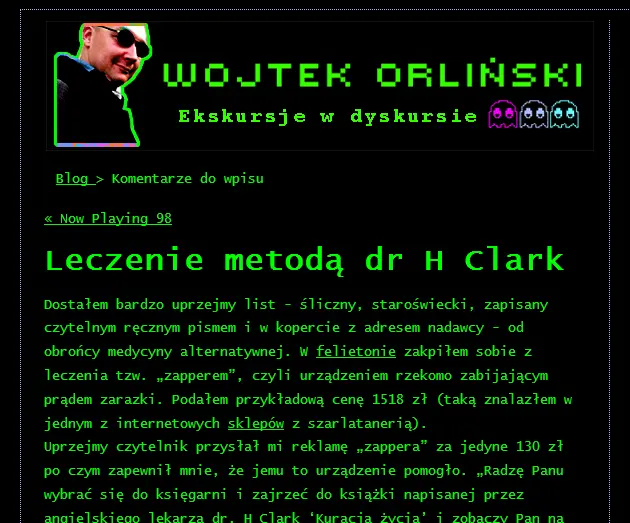 WOJTEK ORLIŃSKI
Ekskursje w dyskursie
Blog > Komentarze do wpisu
« Now Playing 98
Leczenie metodą dr H Clark
Dostałem bardzo uprzejmy list - śliczny, staroświecki, zapisany
czytelnym ręcznym pismem i w kopercie z adresem nadawcy - od
obrońcy medycyny alternatywnej. W felietonie zakpiłem sobie z
leczenia tzw. „zapperem”, czyli urządzeniem rzekomo zabijającym
prądem zarazki. Podałem przykładową cenę 1518 zł (taką znalazłem w
jednym z internetowych sklepów z szarlatanerią).
Uprzejmy czytelnik przysłał mi reklamę „zappera” za jedyne 130 zł
po czym zapewnił mnie, że jemu to urządzenie pomogło. „Radzę Panu
wybrać się do księgarni i zajrzeć do książki napisanej przez
angielskiego lekarza dr. H Clark ‘Kuracja życia’ i zobaczy Pan na